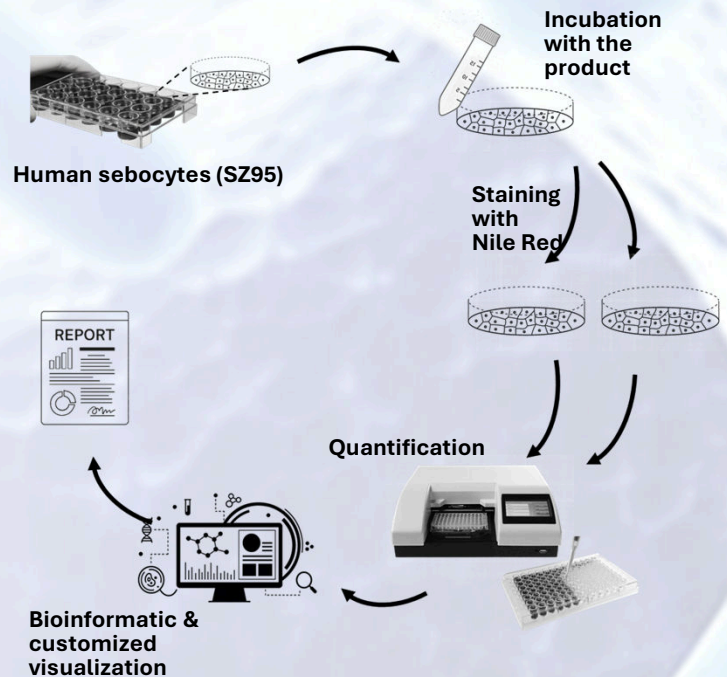 Incubation
with the
product
Human sebocytes (SZ95)
Staining
with
Nile Red
REPORT
Quantification
Bioinformatic &
customized
visualization